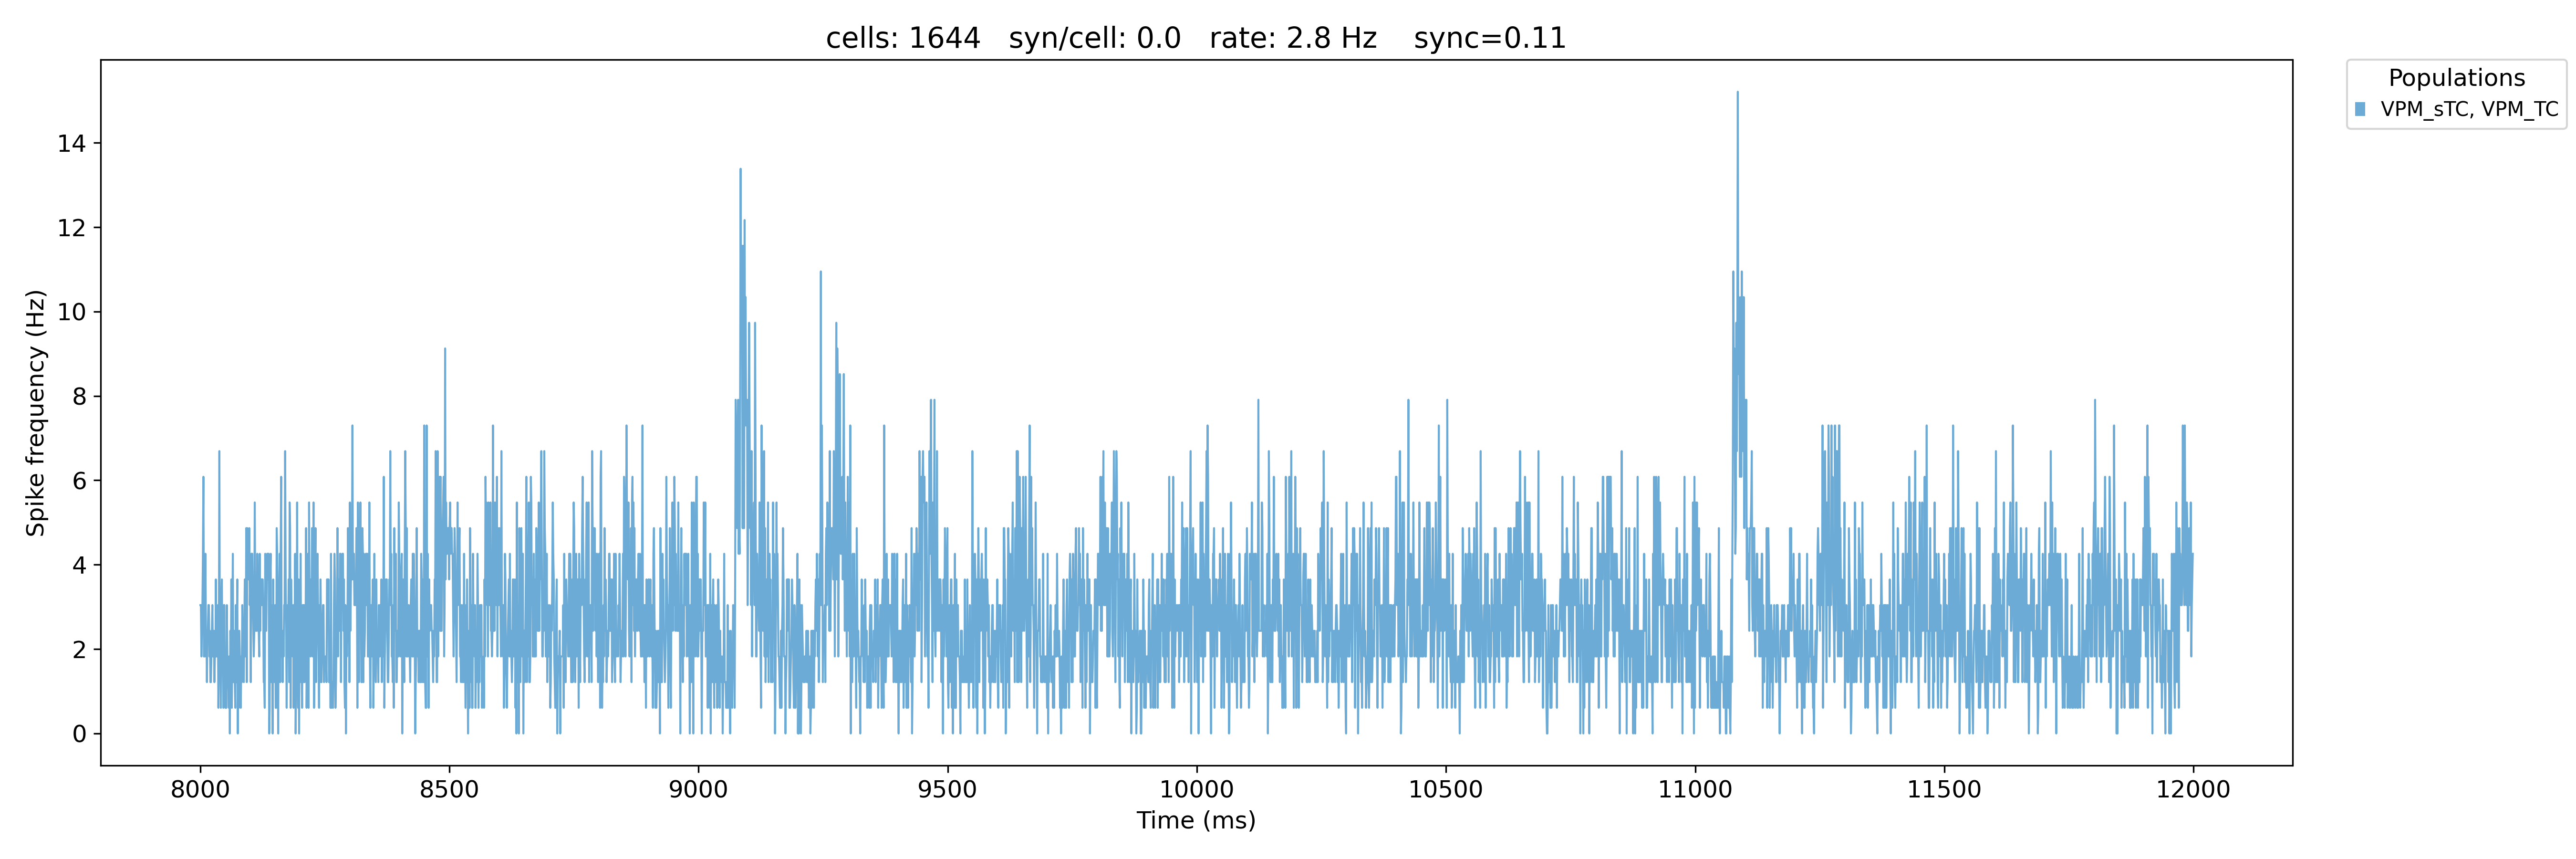 cells: 1644   syn/cell: 0.0   rate: 2.8 Hz    sync=0.11
Populations
VPM_sTC, VPM_TC
Spike frequency (Hz)
14
12
10
8
6
4
2
0
8000 8500 9000 9500 10000 10500 11000 11500 12000
Time (ms)